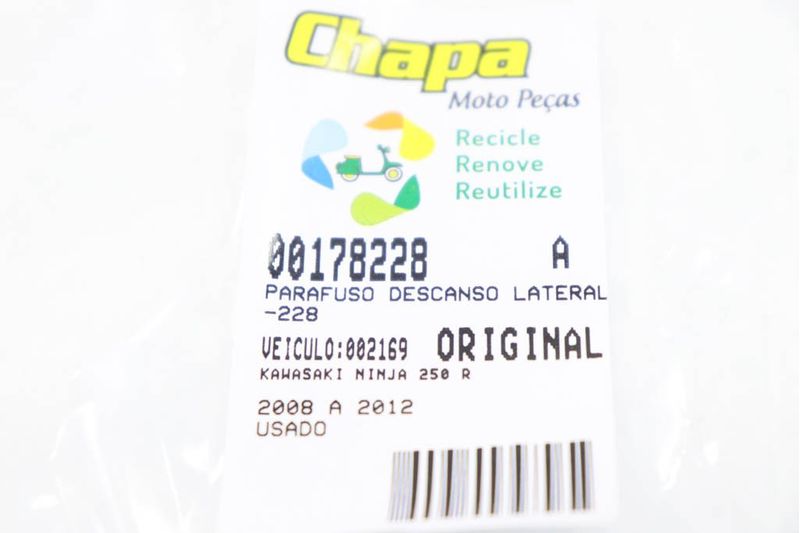 Chapa
Moto Peças
Recicle
Renove
Reutilize
00178228 A
PARAFUSO DESCANSO LATERAL
-228
VEICULO:002169 ORIGINAL
KAWASAKI NINJA 250 R
2008 A 2012
USADO